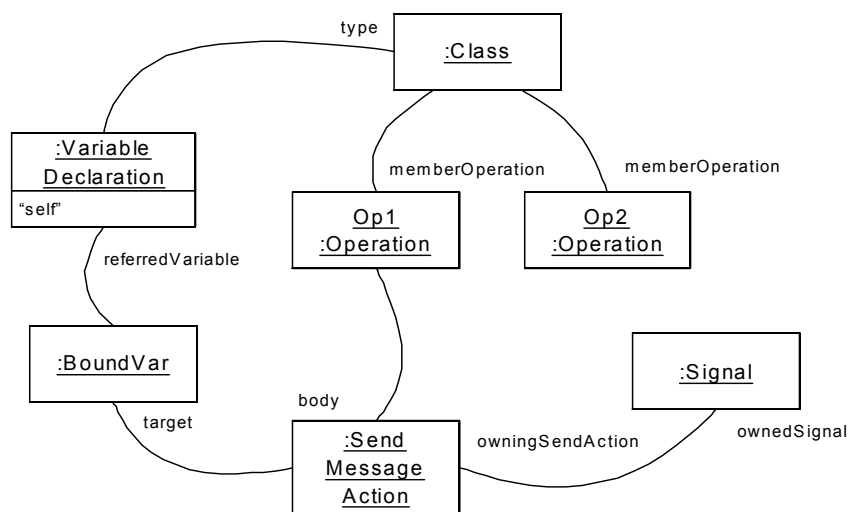 type
:Class
:Variable
Declaration
“self”
memberOperation
memberOperation
Op1
:Operation
Op2
:Operation
referredVariable
:BoundVar
:Signal
body
target
:Send
Message
Action
owningSendAction
ownedSignal